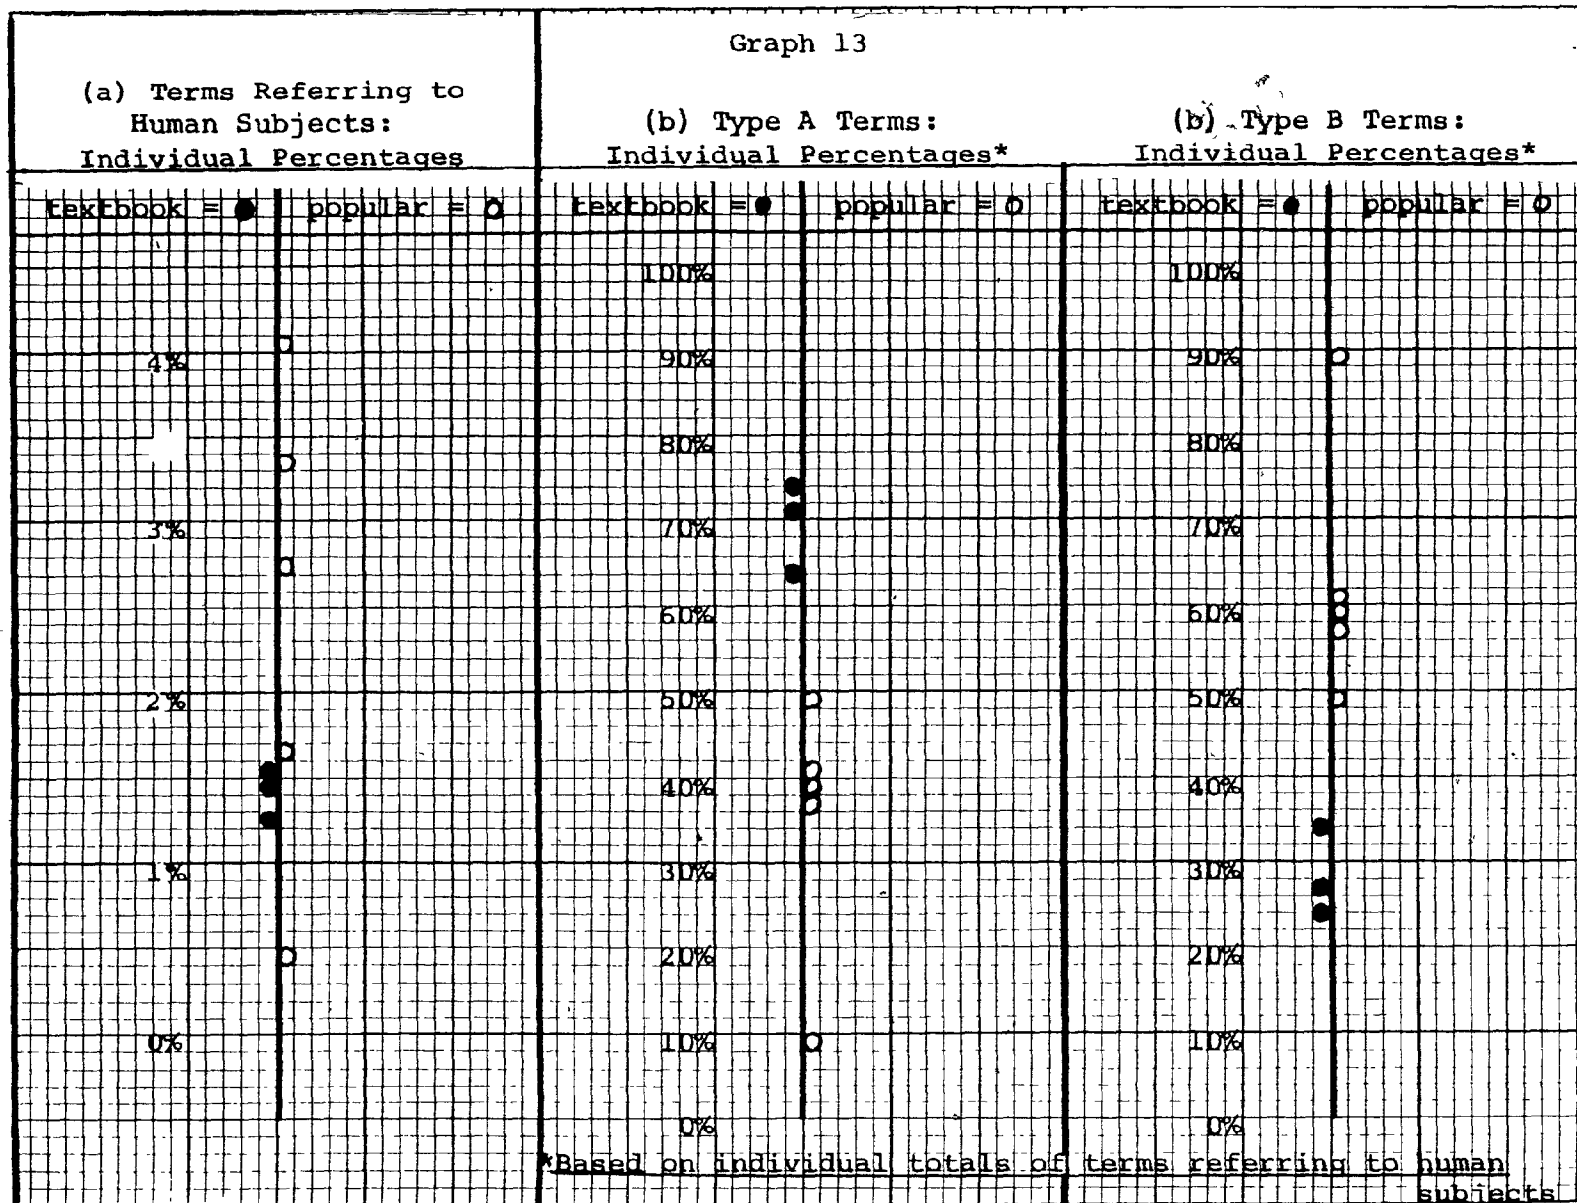 Graph 13
(a) Terms Referring to
Human Subjects:
Individual Percentages
textbook = ● popular = O
4%
3%
2%
1%
0%
(b) Type A Terms:
Individual Percentages*
textbook = ● popular = O
100%
90%
80%
70%
60%
50%
40%
30%
20%
10%
0%
(b) Type B Terms:
Individual Percentages*
textbook = ● popular = O
100%
90%
80%
70%
60%
50%
40%
30%
20%
10%
0%
*Based on individual totals of terms referring to human
subjects